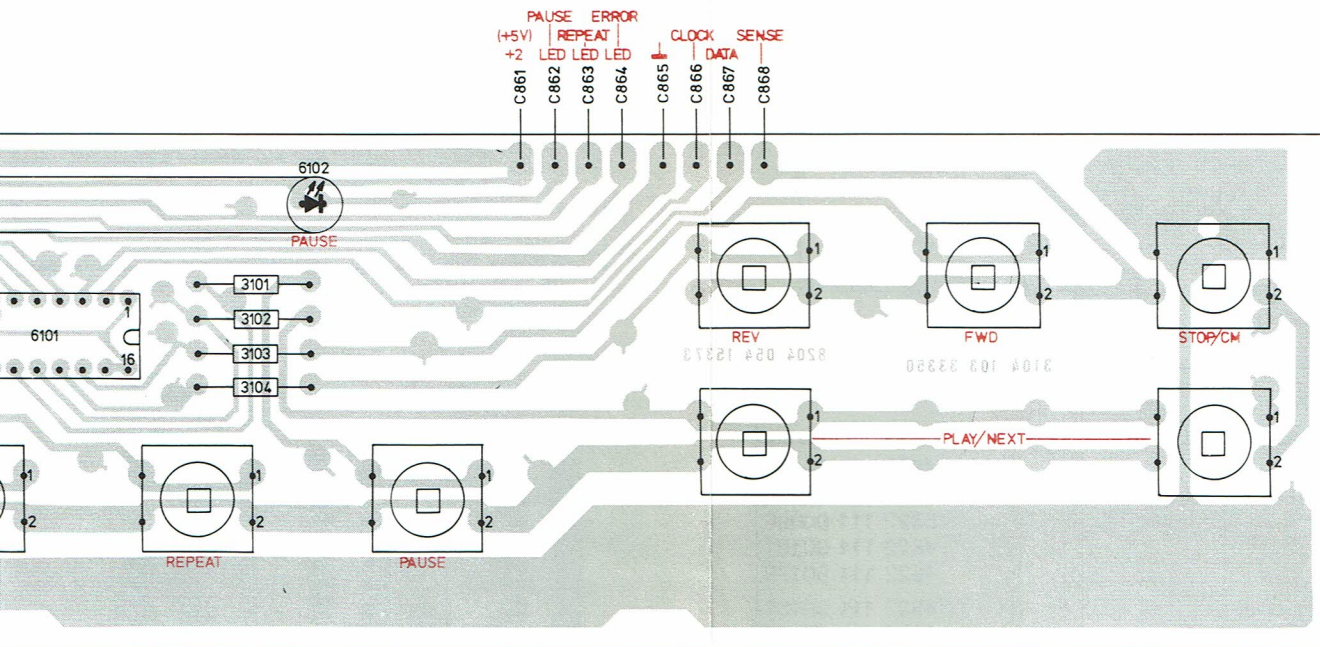 PAUSE ERROR
(+5V) REPEAT CLOCK SENSE
+2 LED LED LED DATA
C861 C862 C863 C864 C865 C866 C867 C868
6102
PAUSE
3101
1
6101
3102
16
3103
3104
1 1 1
2 2 2
REV FWD STOP/CM
8204 054 15373
3104 103 33350
1 1
PLAY/NEXT
2 2
1 1 1
2 2 2
REPEAT PAUSE